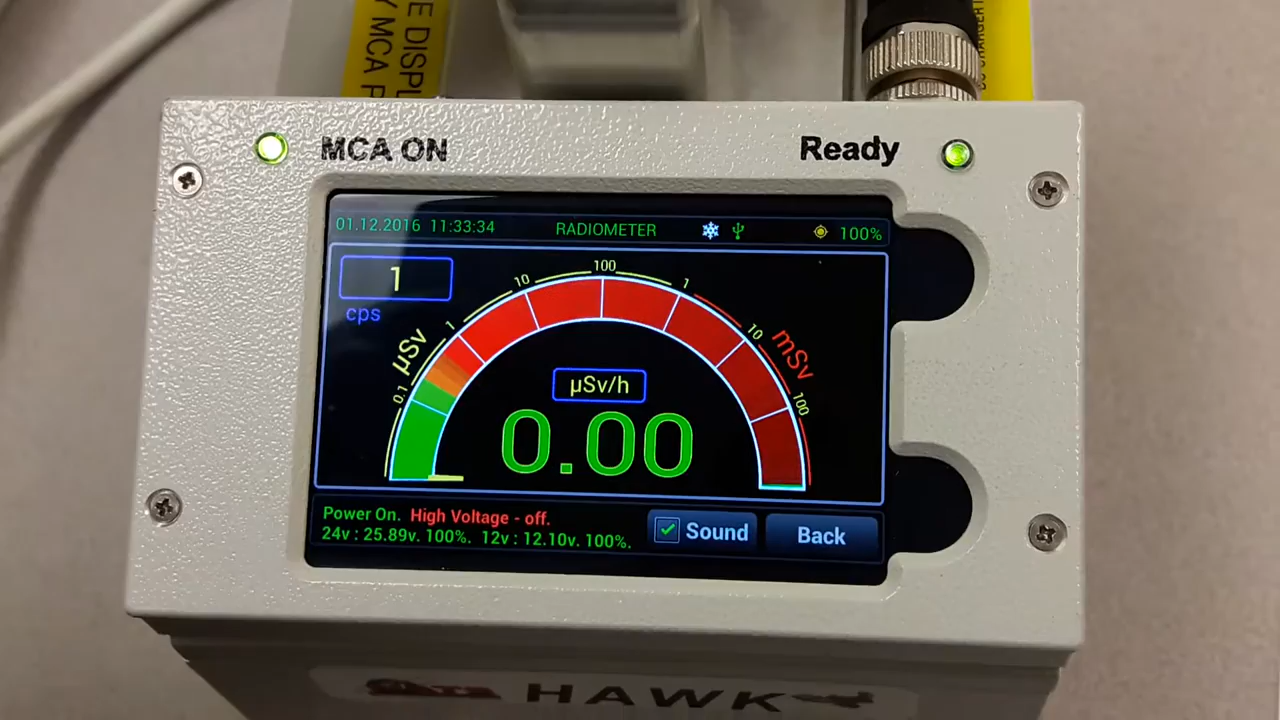 E DISPL
Y MCA P
MCA ON
Ready
01.12.2016 11:33:34 RADIOMETER 100%
1
cps
µSv
0.1 1 10 100 1 10 100
mSv
µSv/h
0.00
Power On. High Voltage - off.
24v : 25.89v. 100%. 12v : 12.10v. 100%.
Sound
Back
HAWK